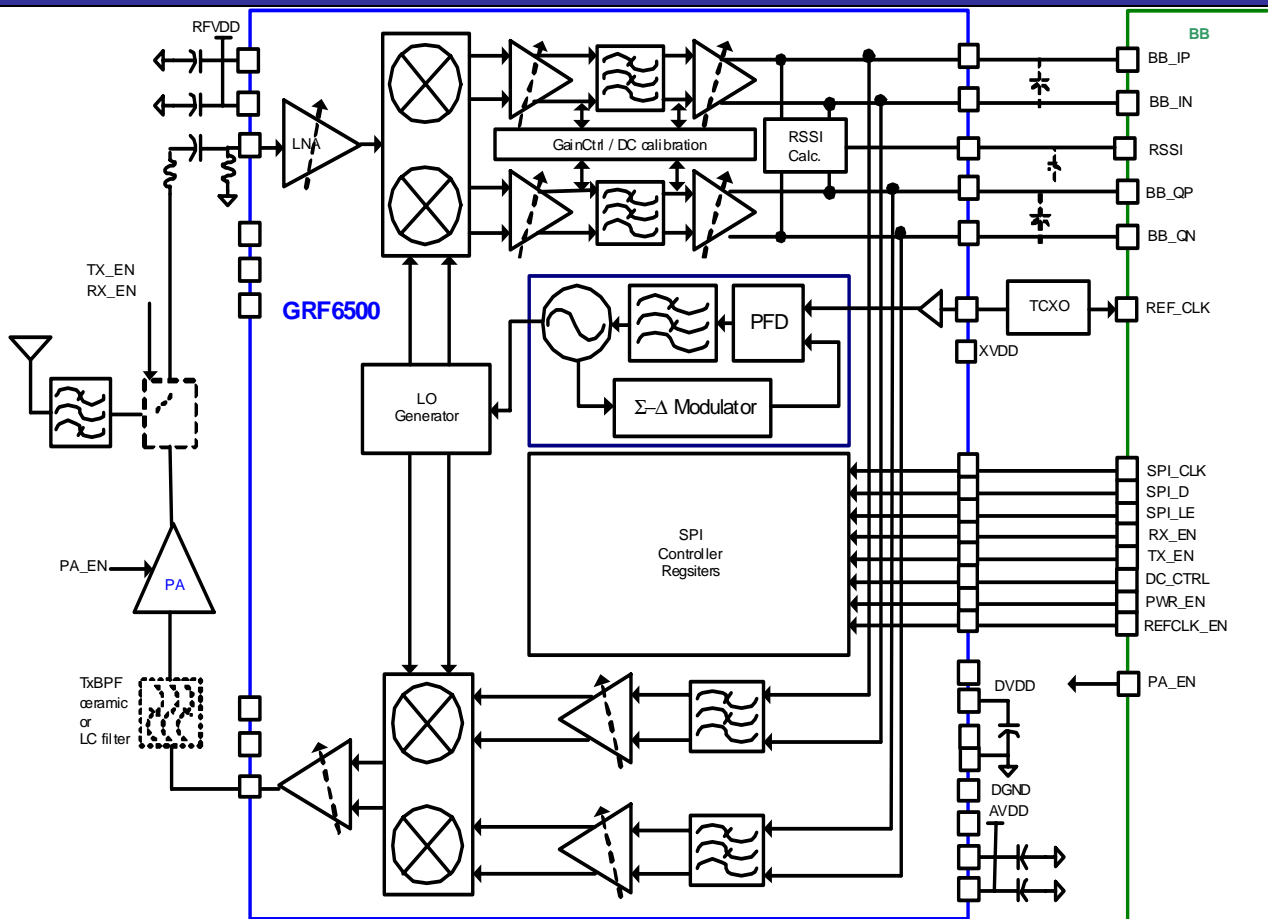 BB
RFVDD
BB_IP
BB_IN
LNA
GainCtrl / DC calibration
RSSI
Calc.
RSSI
BB_QP
BB_QN
TX_EN
RX_EN
GRF6500
PFD
TCXO
REF_CLK
XVDD
LO
Generator
Σ–Δ Modulator
SPI_CLK
SPI_D
SPI_LE
RX_EN
TX_EN
DC_CTRL
PWR_EN
REFCLK_EN
SPI
Controller
Regsiters
PA_EN
PA
TxBPF
ceramic
or
LC filter
DVDD
PA_EN
DGND
AVDD